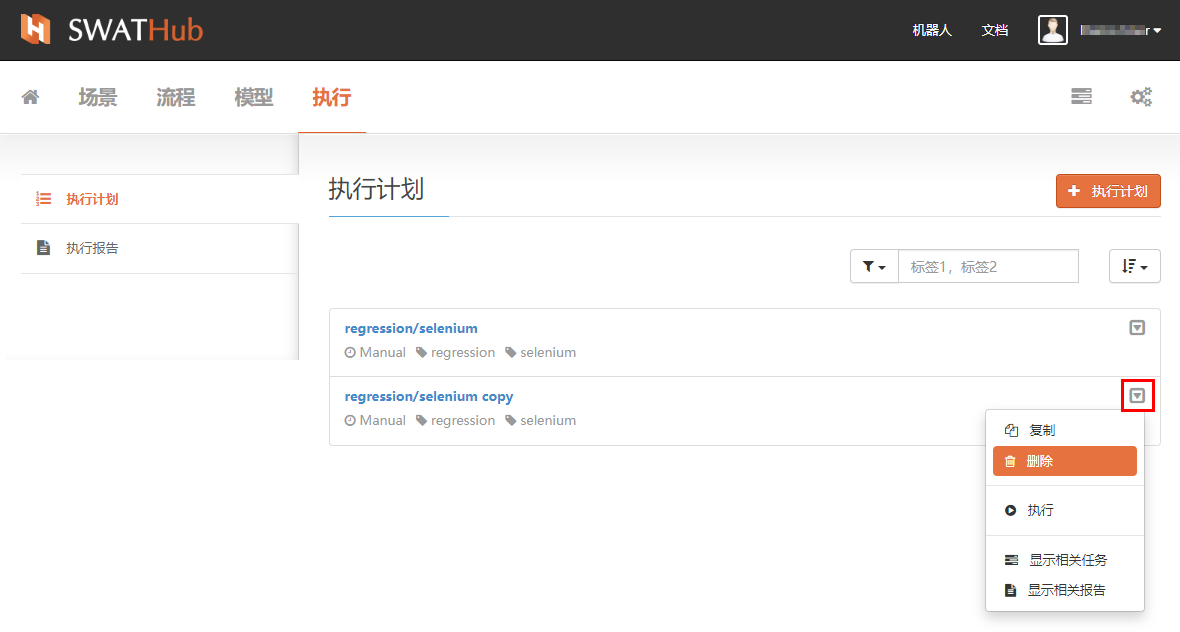 SWATHub
机器人 文档
场景 流程 模型 执行
执行计划
执行报告
执行计划
执行计划
标签1，标签2
regression/selenium
Manual regression selenium
regression/selenium copy
Manual regression selenium
复制
删除
执行
显示相关任务
显示相关报告